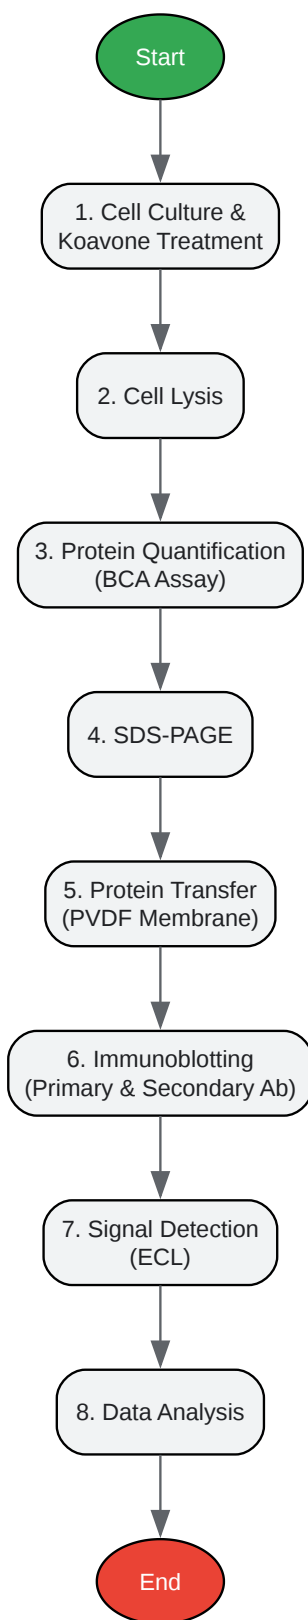 Start
1. Cell Culture &
Koavone Treatment
2. Cell Lysis
3. Protein Quantification
(BCA Assay)
4. SDS-PAGE
5. Protein Transfer
(PVDF Membrane)
6. Immunoblotting
(Primary & Secondary Ab)
7. Signal Detection
(ECL)
8. Data Analysis
End